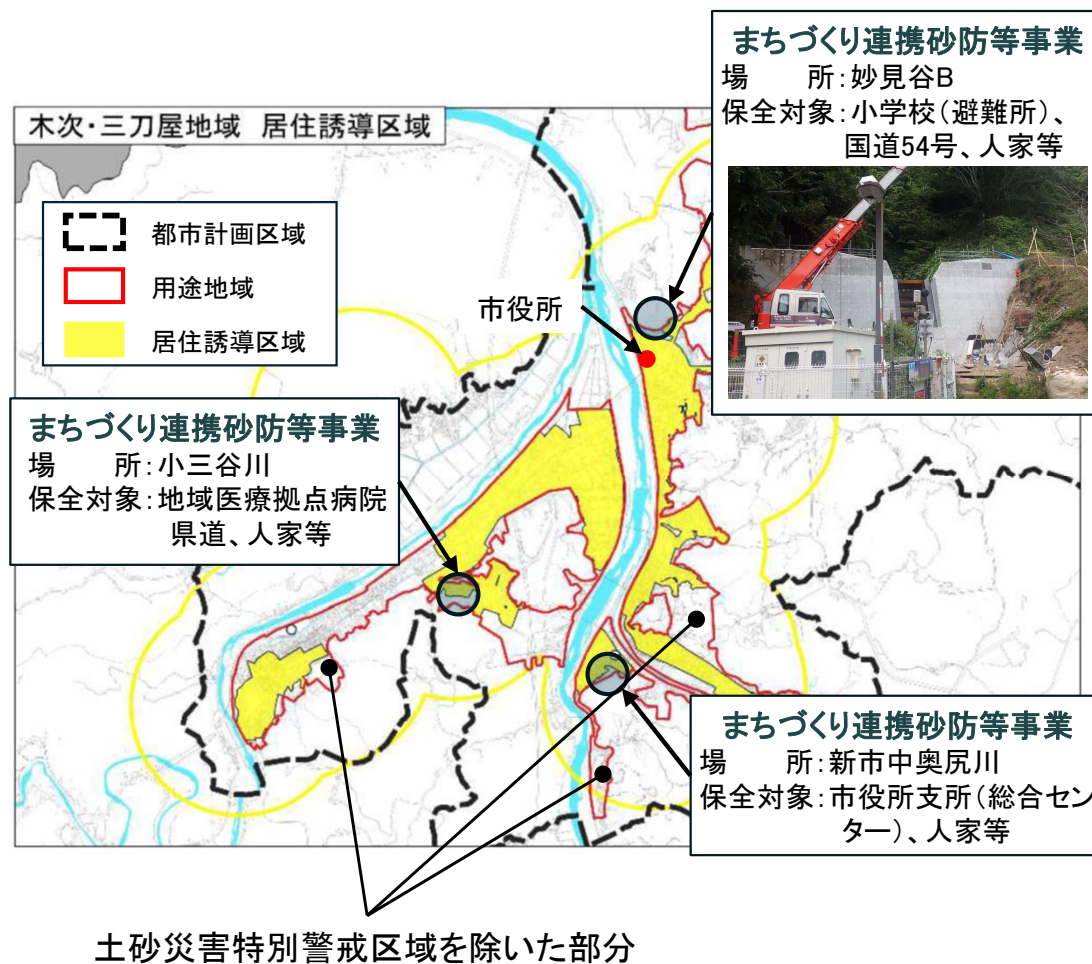 まちづくり連携砂防等事業
場　　所：妙見谷B
保全対象：小学校（避難所）、
国道54号、人家等
木次・三刀屋地域　居住誘導区域
都市計画区域
用途地域
居住誘導区域
市役所
まちづくり連携砂防等事業
場　　所：小三谷川
保全対象：地域医療拠点病院
県道、人家等
まちづくり連携砂防等事業
場　　所：新市中奥尻川
保全対象：市役所支所（総合セン
ター）、人家等
土砂災害特別警戒区域を除いた部分